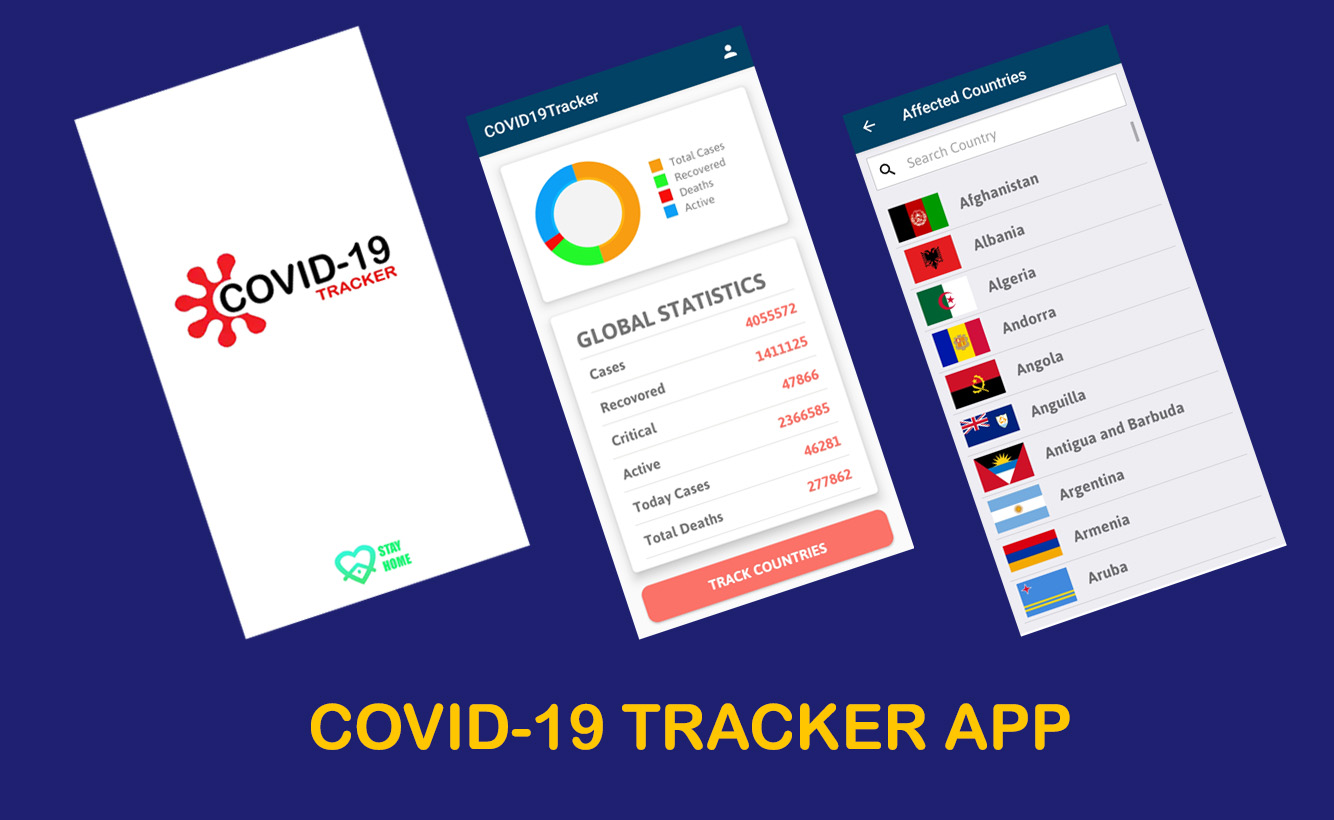 COVID-19
TRACKER
STAY
HOME
COVID19Tracker
Total Cases
Recovered
Deaths
Active
GLOBAL STATISTICS
Cases 4055572
Recovored 1411125
Critical 47866
Active 2366585
Today Cases 46281
Total Deaths 277862
TRACK COUNTRIES
Affected Countries
Search Country
Afghanistan
Albania
Algeria
Andorra
Angola
Anguilla
Antigua and Barbuda
Argentina
Armenia
Aruba
COVID-19 TRACKER APP